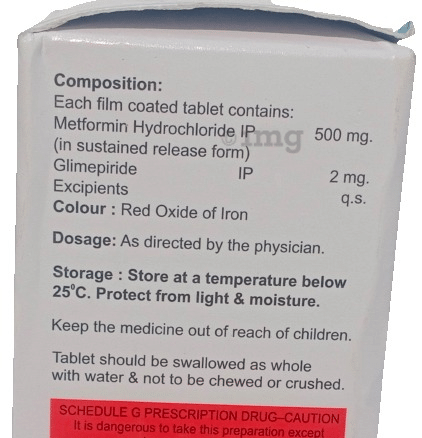 Composition:
Each film coated tablet contains:
Metformin Hydrochloride IP 500 mg.
(in sustained release form)
Glimepiride IP 2 mg.
Excipients q.s.
Colour : Red Oxide of Iron
Dosage: As directed by the physician.
Storage : Store at a temperature below
25°C. Protect from light & moisture.
Keep the medicine out of reach of children.
Tablet should be swallowed as whole
with water & not to be chewed or crushed.
SCHEDULE G PRESCRIPTION DRUG–CAUTION
It is dangerous to take this preparation except